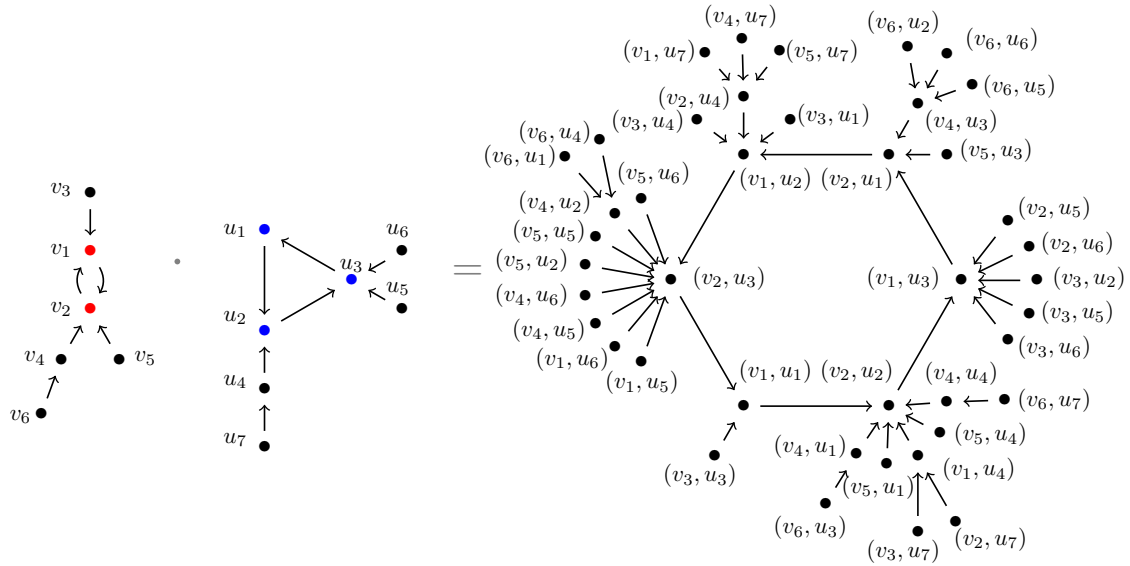 v₃
v₁
v₂
v₄
v₅
v₆
·
u₁
u₆
u₃
u₅
u₂
u₄
u₇
=
(v₄, u₇)
(v₁, u₇)
(v₅, u₇)
(v₂, u₄)
(v₃, u₄)
(v₃, u₁)
(v₆, u₂)
(v₆, u₆)
(v₆, u₅)
(v₄, u₃)
(v₅, u₃)
(v₁, u₂)
(v₂, u₁)
(v₆, u₄)
(v₆, u₁)
(v₅, u₆)
(v₄, u₂)
(v₅, u₅)
(v₅, u₂)
(v₄, u₆)
(v₄, u₅)
(v₁, u₆)
(v₁, u₅)
(v₂, u₃)
(v₁, u₃)
(v₂, u₅)
(v₂, u₆)
(v₃, u₂)
(v₃, u₅)
(v₃, u₆)
(v₁, u₁)
(v₂, u₂)
(v₄, u₄)
(v₆, u₇)
(v₅, u₄)
(v₄, u₁)
(v₁, u₄)
(v₃, u₃)
(v₅, u₁)
(v₆, u₃)
(v₂, u₇)
(v₃, u₇)